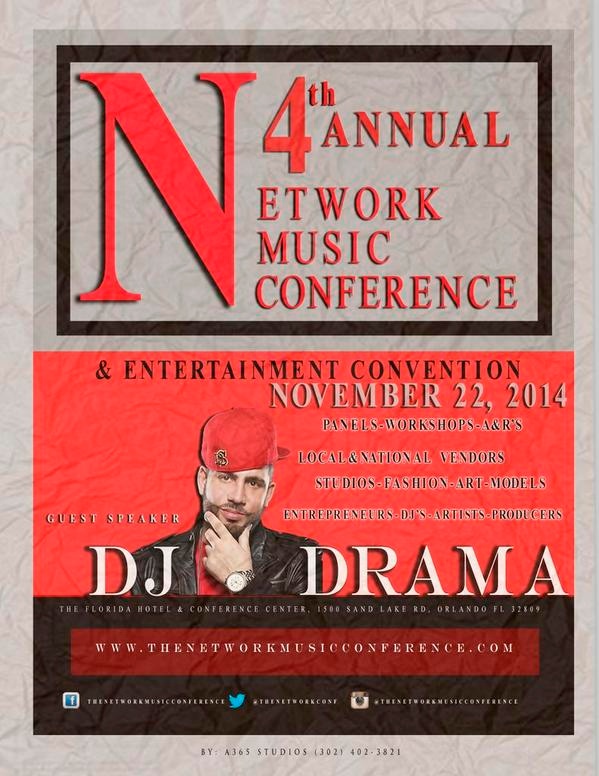 4th ANNUAL
NETWORK
MUSIC
CONFERENCE
& ENTERTAINMENT CONVENTION
NOVEMBER 22, 2014
PANELS-WORKSHOPS-A&R'S
LOCAL & NATIONAL VENDORS
STUDIOS-FASHION-ART-MODELS
GUEST SPEAKER
ENTREPRENEURS-DJ'S-ARTISTS-PRODUCERS
DJ DRAMA
THE FLORIDA HOTEL & CONFERENCE CENTER, 1500 SAND LAKE RD, ORLANDO FL 32809
WWW.THENETWORKMUSICCONFERENCE.COM
THENETWORKMUSICCONFERENCE @THENETWORKCONF @THENETWORKMUSICCONFERENCE
BY: A365 STUDIOS (302) 402-3821